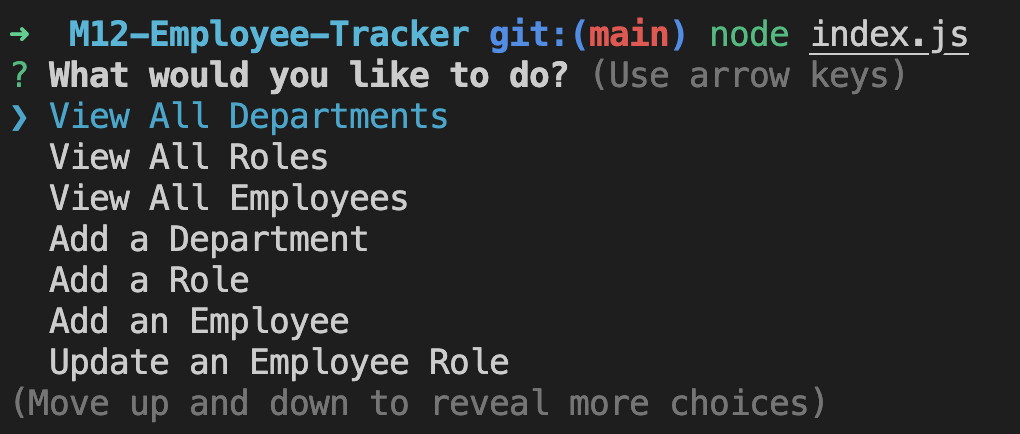 ➜  M12-Employee-Tracker git:(main) node index.js
? What would you like to do? (Use arrow keys)
❯ View All Departments
  View All Roles
  View All Employees
  Add a Department
  Add a Role
  Add an Employee
  Update an Employee Role
(Move up and down to reveal more choices)